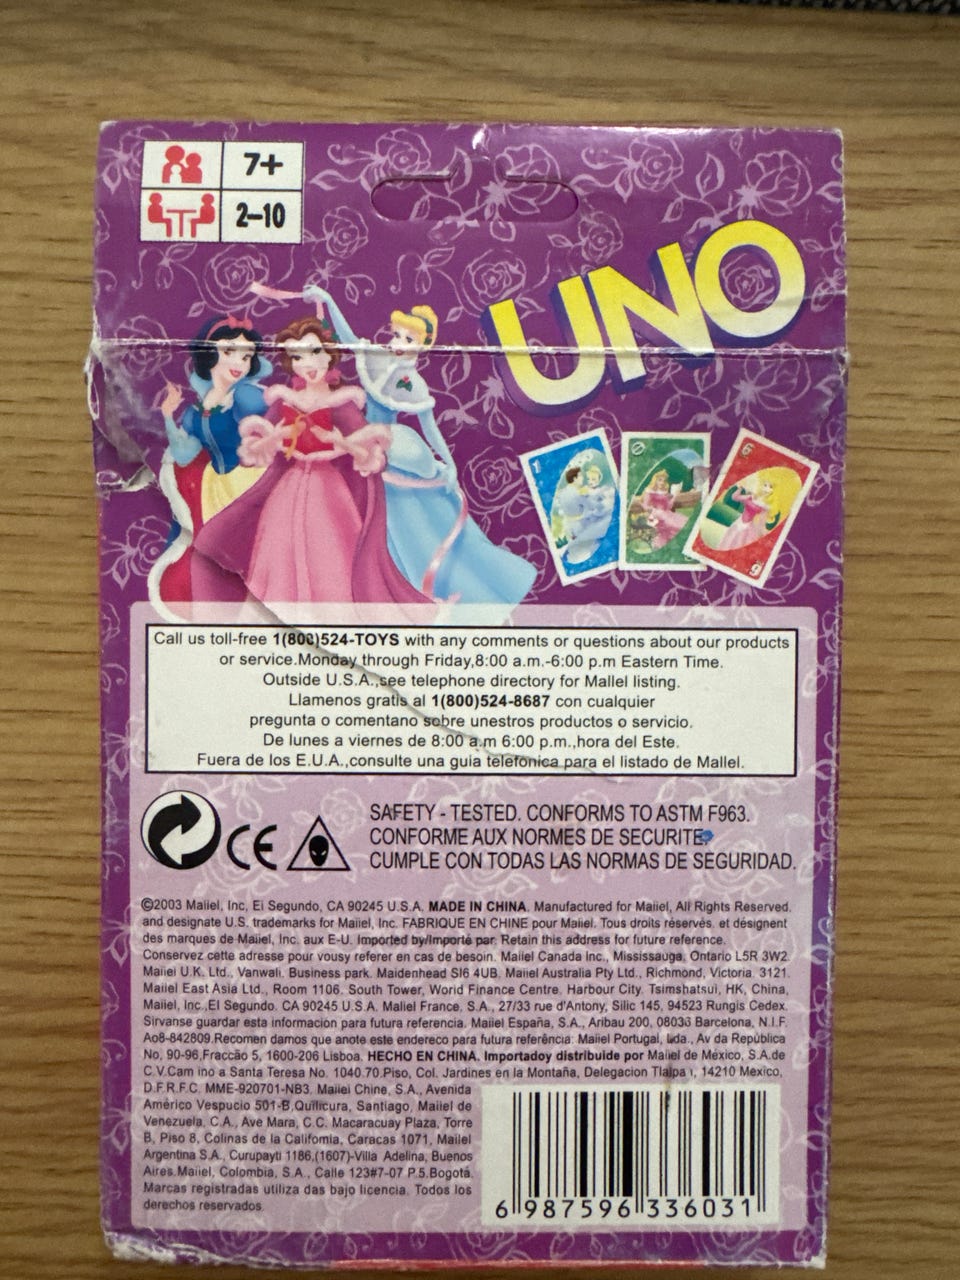 7+
2–10
UNO
1
6
9
Call us toll-free 1(800)524-TOYS with any comments or questions about our products
or service.Monday through Friday,8:00 a.m.-6:00 p.m Eastern Time.
Outside U.S.A.,see telephone directory for Mallel listing.
Llamenos gratis al 1(800)524-8687 con cualquier
pregunta o comentano sobre unestros productos o servicio.
De lunes a viernes de 8:00 a.m 6:00 p.m.,hora del Este.
Fuera de los E.U.A.,consulte una guia telefonica para el listado de Mallel.
CE
SAFETY - TESTED. CONFORMS TO ASTM F963.
CONFORME AUX NORMES DE SECURITE
CUMPLE CON TODAS LAS NORMAS DE SEGURIDAD.
©2003 Maiiel, Inc, Ei Segundo, CA 90245 U.S.A. MADE IN CHINA. Manufactured for Maiiel, All Rights Reserved.
and designate U.S. trademarks for Maiiel, Inc. FABRIQUE EN CHINE pour Maiiel. Tous droits réservés. et désignent
des marques de Maiiel, Inc. aux E-U. Imported by/Importé par: Retain this address for future reference.
Conservez cette adresse pour vousy referer en cas de besoin. Maiiel Canada Inc., Mississauga. Ontario L5R 3W2.
Maiiel U.K. Ltd., Vanwali. Business park. Maidenhead SI6 4UB. Maiiel Australia Pty Ltd., Richmond, Victoria. 3121.
Maiiel East Asia Ltd., Room 1106. South Tower, World Finance Centre. Harbour City. Tsimshatsui, HK, China,
Maiiel, Inc.,El Segundo. CA 90245 U.S.A. Maliel France, S.A., 27/33 rue d'Antony, Silic 145, 94523 Rungis Cedex.
Sirvanse guardar esta informacion para futura referencia. Maiiel España, S.A., Aribau 200, 08036 Barcelona, N.I.F.
Ao8-842809.Recomen damos que anote este endereco para futura referência: Maiiel Portugal, Lda., Av da República
No, 90-96,Fraccão 5, 1600-206 Lisboa. HECHO EN CHINA. Importadoy distribuide por Maiiel de México, S.A.de
C.V.Cam ino a Santa Teresa No. 1040.70.Piso, Col. Jardines en la Montaña, Delegacion Tlalpa , 14210 Mexico,
D.F.R.F.C. MME-920701-NB3. Maiiel Chine, S.A., Avenida
Américo Vespucio 501-B,Quilicura, Santiago, Maiiel de
Venezuela, C.A., Ave Mara, C.C. Macaracuay Plaza, Torre
B, Piso 8, Colinas de la Califomia, Caracas 1071, Maiiel
Argentina S.A., Curupayti 1186,(1607)-Villa Adelina, Buenos
Aires.Maiiel, Colombia, S.A., Calle 123#7-07 P.5.Bogotá.
Marcas registradas utiliza das bajo licencia. Todos los
derechos reservados.
6 987596 336031